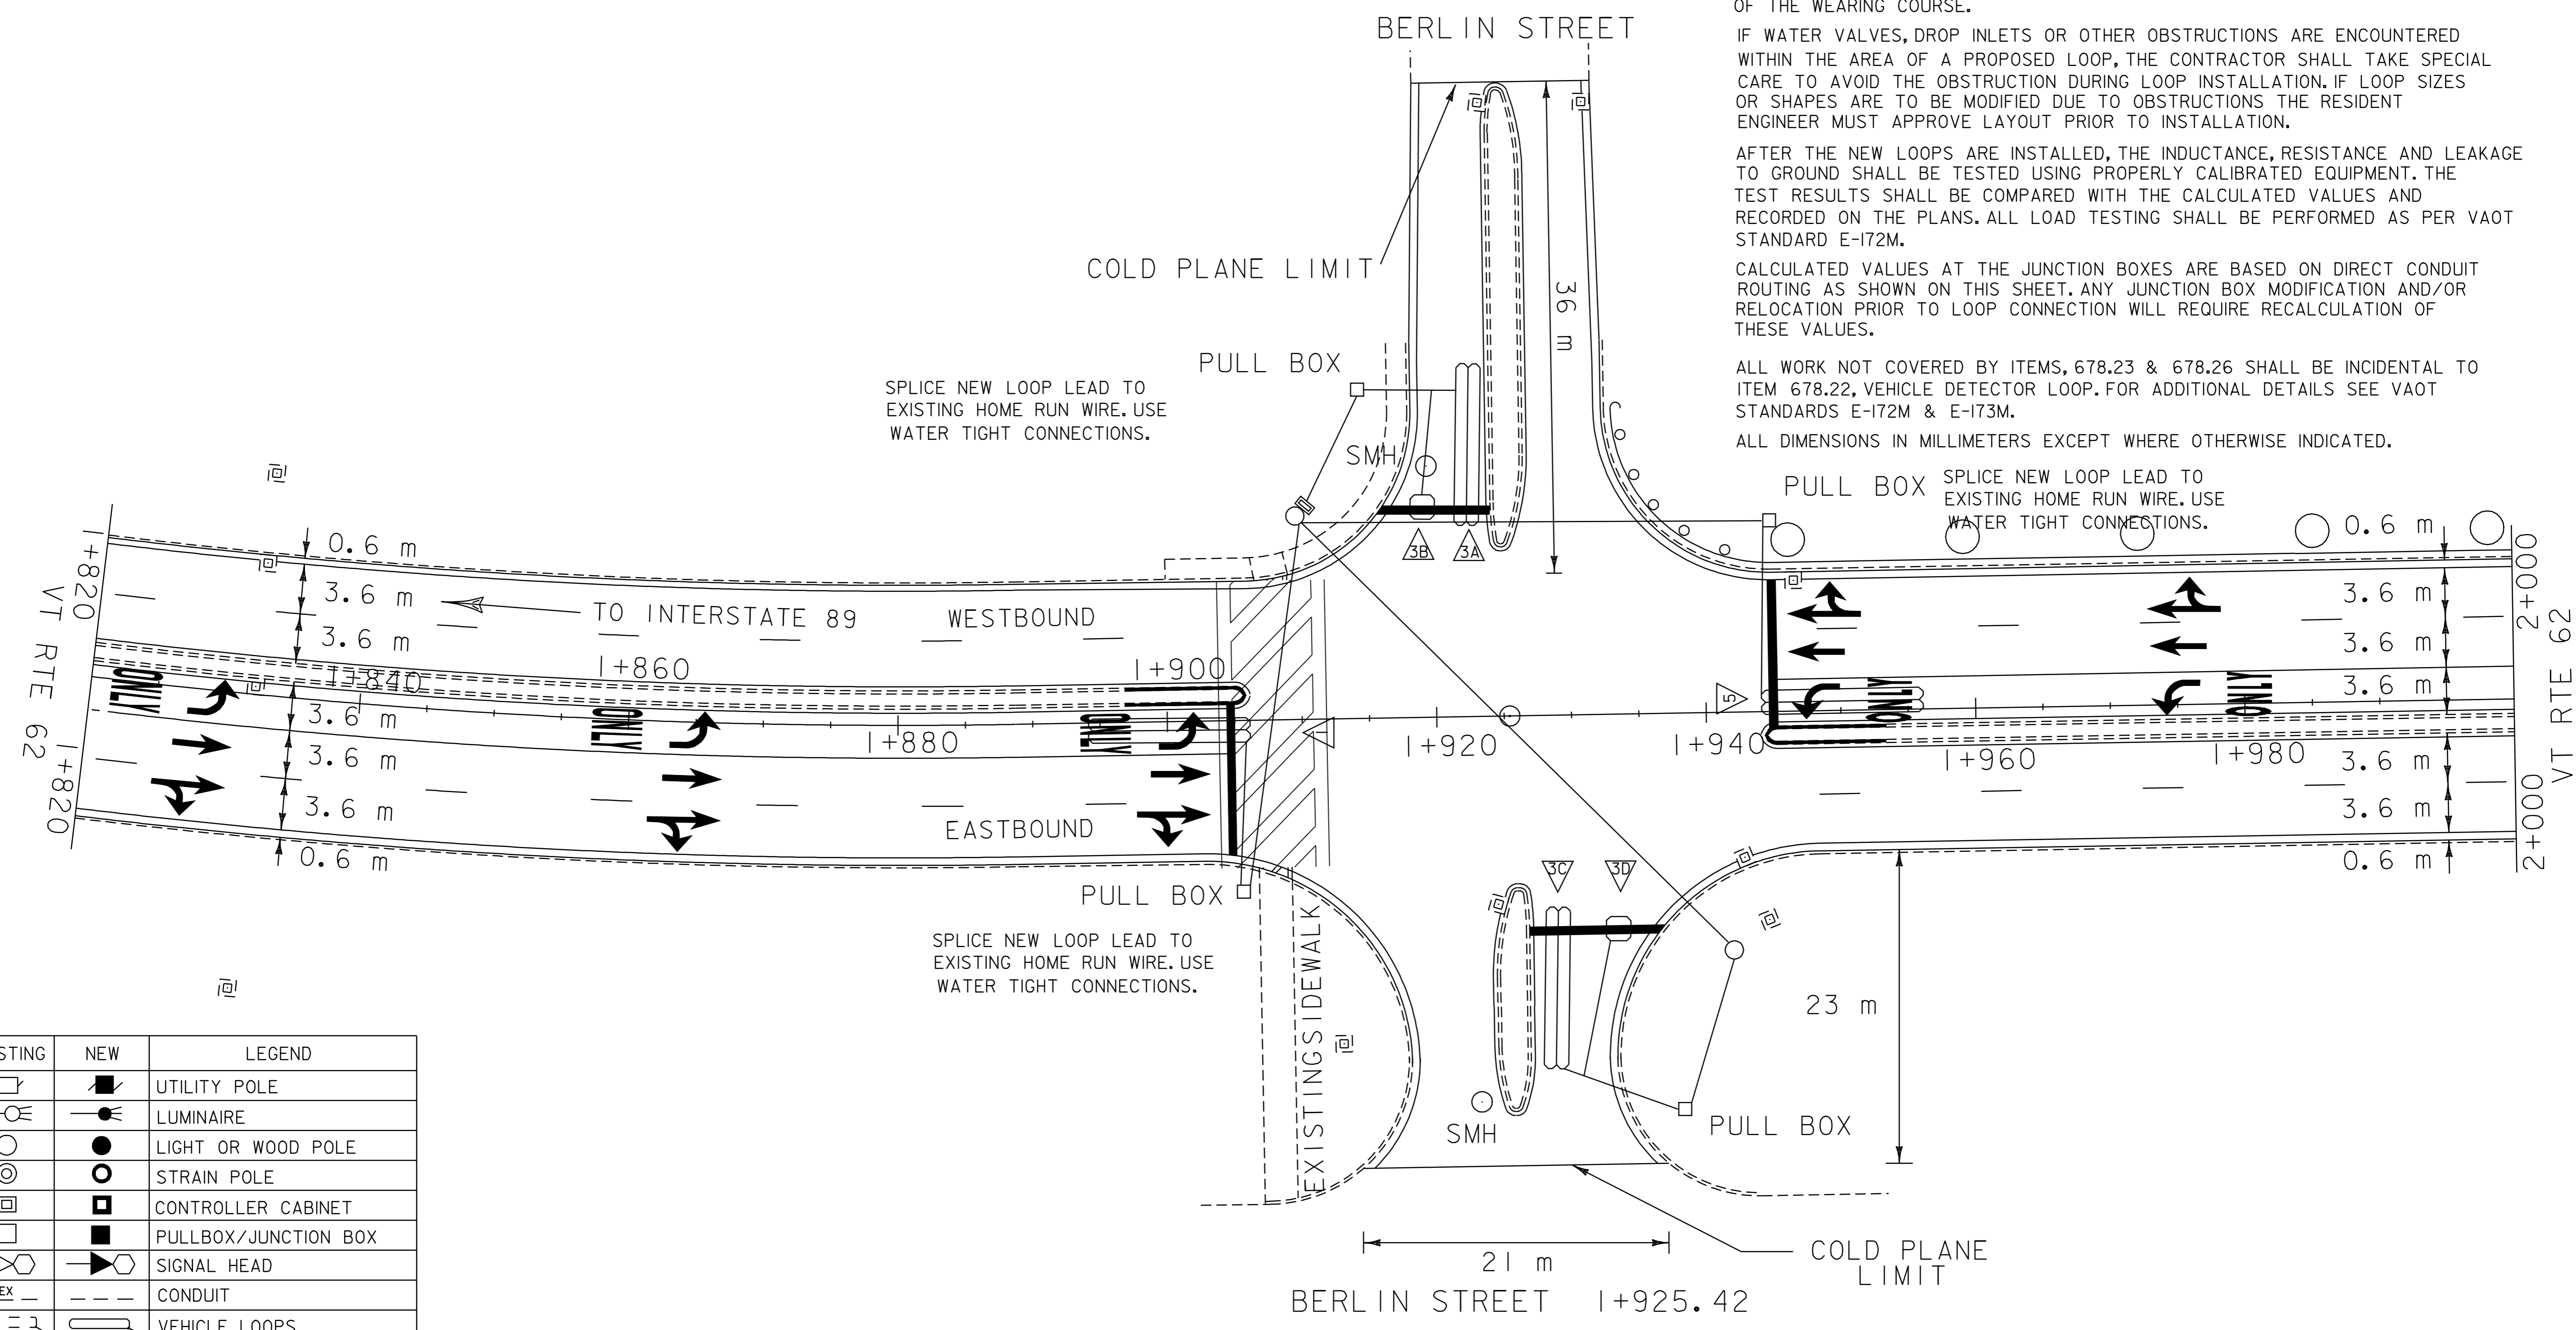 OF THE WEARING COURSE.
IF WATER VALVES, DROP INLETS OR OTHER OBSTRUCTIONS ARE ENCOUNTERED
WITHIN THE AREA OF A PROPOSED LOOP, THE CONTRACTOR SHALL TAKE SPECIAL
CARE TO AVOID THE OBSTRUCTION DURING LOOP INSTALLATION. IF LOOP SIZES
OR SHAPES ARE TO BE MODIFIED DUE TO OBSTRUCTIONS THE RESIDENT
ENGINEER MUST APPROVE LAYOUT PRIOR TO INSTALLATION.
AFTER THE NEW LOOPS ARE INSTALLED, THE INDUCTANCE, RESISTANCE AND LEAKAGE
TO GROUND SHALL BE TESTED USING PROPERLY CALIBRATED EQUIPMENT. THE
TEST RESULTS SHALL BE COMPARED WITH THE CALCULATED VALUES AND
RECORDED ON THE PLANS. ALL LOAD TESTING SHALL BE PERFORMED AS PER VAOT
STANDARD E-172M.
CALCULATED VALUES AT THE JUNCTION BOXES ARE BASED ON DIRECT CONDUIT
ROUTING AS SHOWN ON THIS SHEET. ANY JUNCTION BOX MODIFICATION AND/OR
RELOCATION PRIOR TO LOOP CONNECTION WILL REQUIRE RECALCULATION OF
THESE VALUES.
ALL WORK NOT COVERED BY ITEMS, 678.23 & 678.26 SHALL BE INCIDENTAL TO
ITEM 678.22, VEHICLE DETECTOR LOOP. FOR ADDITIONAL DETAILS SEE VAOT
STANDARDS E-172M & E-173M.
ALL DIMENSIONS IN MILLIMETERS EXCEPT WHERE OTHERWISE INDICATED.
BERLIN STREET
COLD PLANE LIMIT
36 m
PULL BOX
SPLICE NEW LOOP LEAD TO
EXISTING HOME RUN WIRE. USE
WATER TIGHT CONNECTIONS.
SMH
3B
3A
PULL BOX
SPLICE NEW LOOP LEAD TO
EXISTING HOME RUN WIRE. USE
WATER TIGHT CONNECTIONS.
1+820
VT RTE 62
1+820
0.6 m
3.6 m
3.6 m
3.6 m
3.6 m
3.6 m
0.6 m
TO INTERSTATE 89
WESTBOUND
1+840
1+860
1+880
1+900
1+920
1+940
1+960
1+980
ONLY
ONLY
ONLY
ONLY
ONLY
1
5
EASTBOUND
0.6 m
3.6 m
3.6 m
3.6 m
3.6 m
3.6 m
0.6 m
2+000
VT RTE 62
2+000
PULL BOX
SPLICE NEW LOOP LEAD TO
EXISTING HOME RUN WIRE. USE
WATER TIGHT CONNECTIONS.
EXISTING SIDEWALK
3C
3D
SMH
PULL BOX
23 m
21 m
COLD PLANE
LIMIT
BERLIN STREET 1+925.42
STING NEW LEGEND
UTILITY POLE
LUMINAIRE
LIGHT OR WOOD POLE
STRAIN POLE
CONTROLLER CABINET
PULLBOX/JUNCTION BOX
SIGNAL HEAD
EX CONDUIT
VEHICLE LOOPS